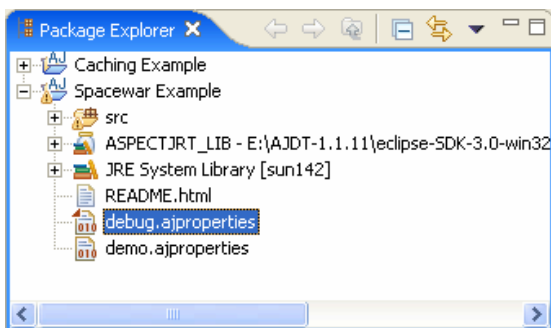 Package Explorer
Caching Example
Spacewar Example
src
ASPECTJRT_LIB - E:\AJDT-1.1.11\eclipse-SDK-3.0-win32
JRE System Library [sun142]
README.html
debug.ajproperties
demo.ajproperties